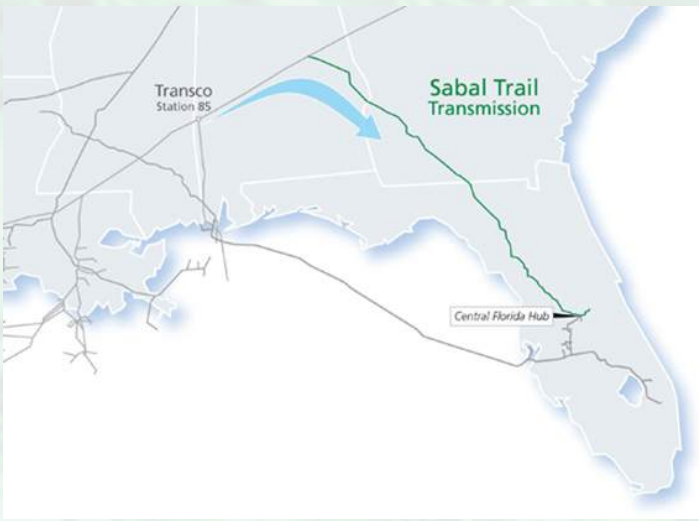 Transco
Station 85
Sabal Trail
Transmission
Central Florida Hub